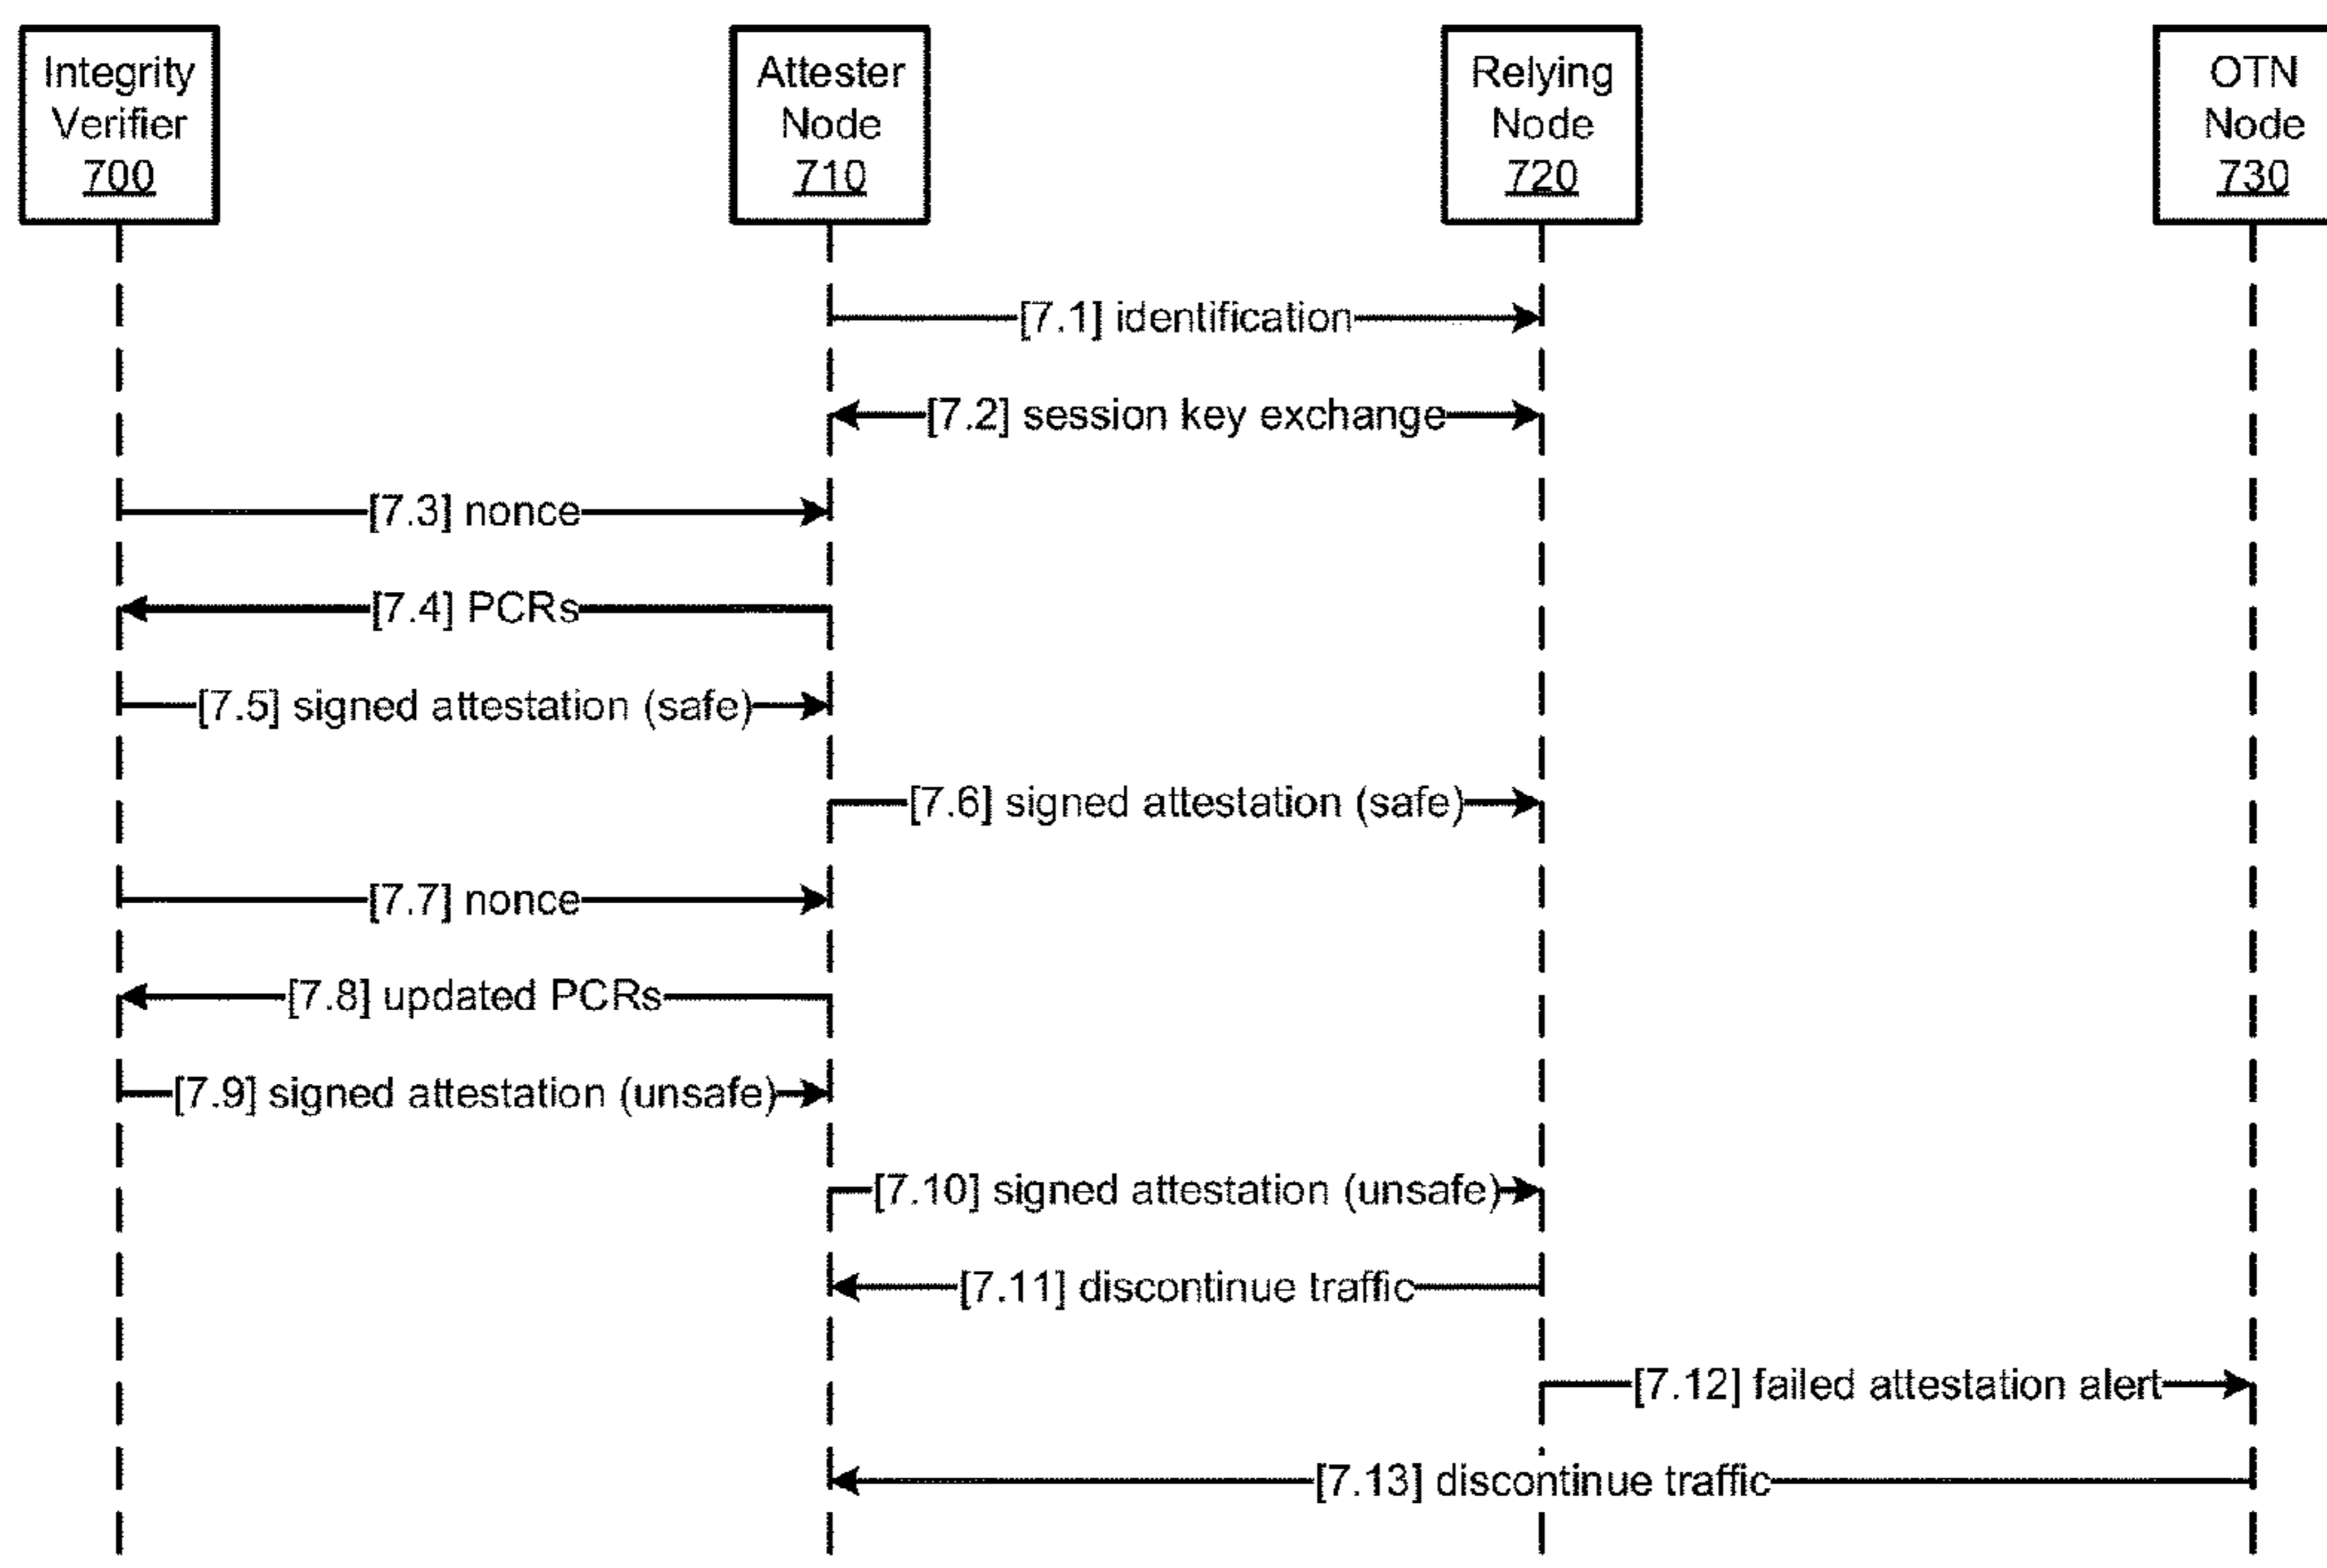 Integrity
Verifier
700
Attester
Node
710
Relying
Node
720
OTN
Node
730
[7.1] identification
[7.2] session key exchange
[7.3] nonce
[7.4] PCRs
[7.5] signed attestation (safe)
[7.6] signed attestation (safe)
[7.7] nonce
[7.8] updated PCRs
[7.9] signed attestation (unsafe)
[7.10] signed attestation (unsafe)
[7.11] discontinue traffic
[7.12] failed attestation alert
[7.13] discontinue traffic